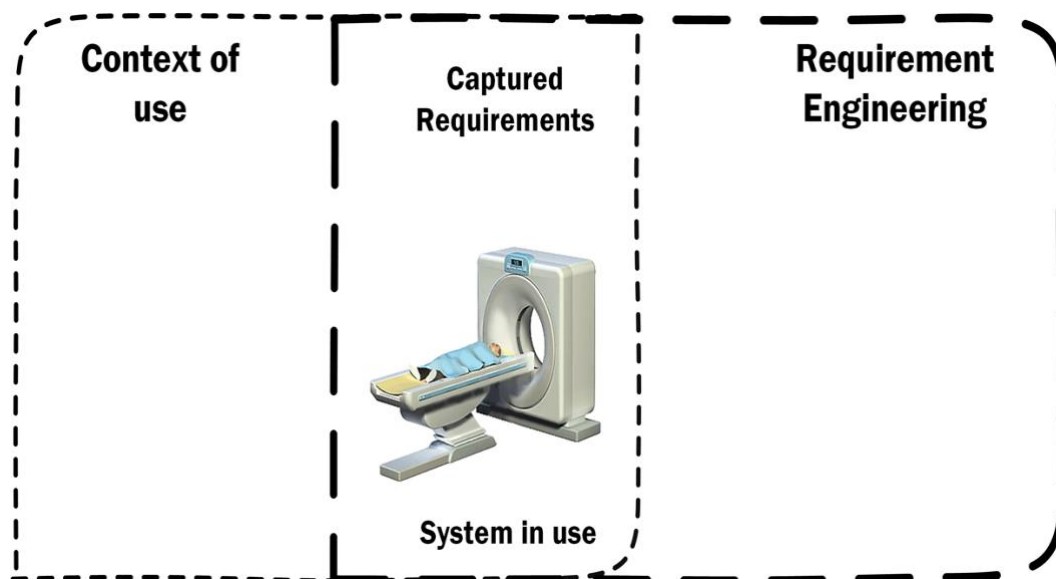 Context of
use
Captured
Requirements
Requirement
Engineering
System in use